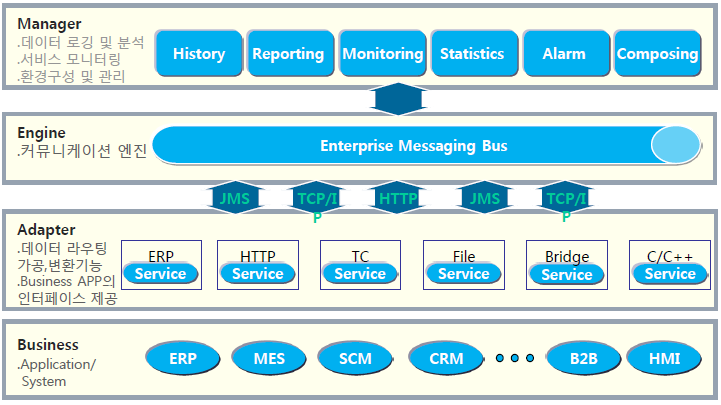 Manager
.데이터 로깅 및 분석
.서비스 모니터링
.환경구성 및 관리
History
Reporting
Monitoring
Statistics
Alarm
Composing
Engine
.커뮤니케이션 엔진
Enterprise Messaging Bus
JMS
TCP/I
P
HTTP
JMS
TCP/I
P
Adapter
.데이터 라우팅
가공,변환기능
.Business APP의
인터페이스 제공
ERP
Service
HTTP
Service
TC
Service
File
Service
Bridge
Service
C/C++
Service
Business
.Application/
System
ERP
MES
SCM
CRM
B2B
HMI